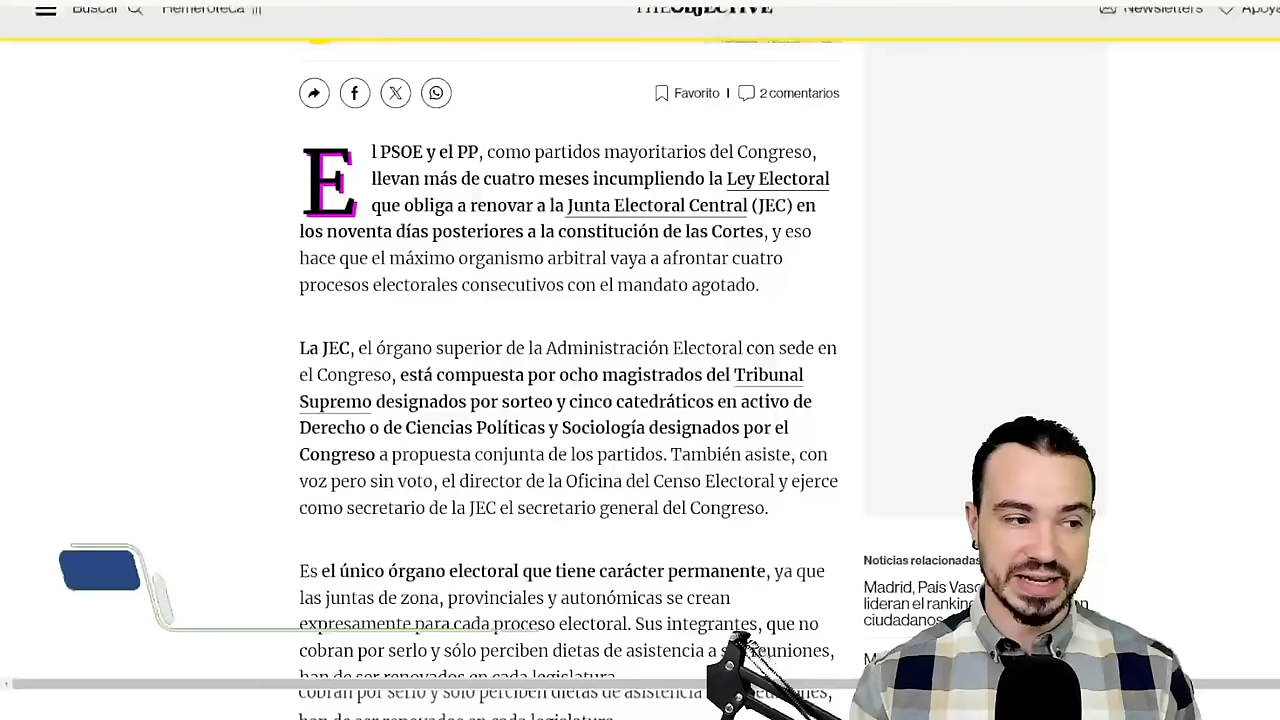 Buscar
Hemeroteca
THE OBJECTIVE
Newsletters
Apoya
Favorito
2 comentarios
El PSOE y el PP, como partidos mayoritarios del Congreso,
llevan más de cuatro meses incumpliendo la Ley Electoral
que obliga a renovar a la Junta Electoral Central (JEC) en
los noventa días posteriores a la constitución de las Cortes, y eso
hace que el máximo organismo arbitral vaya a afrontar cuatro
procesos electorales consecutivos con el mandato agotado.
La JEC, el órgano superior de la Administración Electoral con sede en
el Congreso, está compuesta por ocho magistrados del Tribunal
Supremo designados por sorteo y cinco catedráticos en activo de
Derecho o de Ciencias Políticas y Sociología designados por el
Congreso a propuesta conjunta de los partidos. También asiste, con
voz pero sin voto, el director de la Oficina del Censo Electoral y ejerce
como secretario de la JEC el secretario general del Congreso.
Es el único órgano electoral que tiene carácter permanente, ya que
las juntas de zona, provinciales y autonómicas se crean
expresamente para cada proceso electoral. Sus integrantes, que no
cobran por serlo y sólo perciben dietas de asistencia a reuniones,
han de ser renovados en cada legislatura
cobran por serlo y sólo perciben dietas de asistencia
han de ser renovados en cada legislatura
Noticias relacionadas
Madrid, País
lideran el
ciudadanos